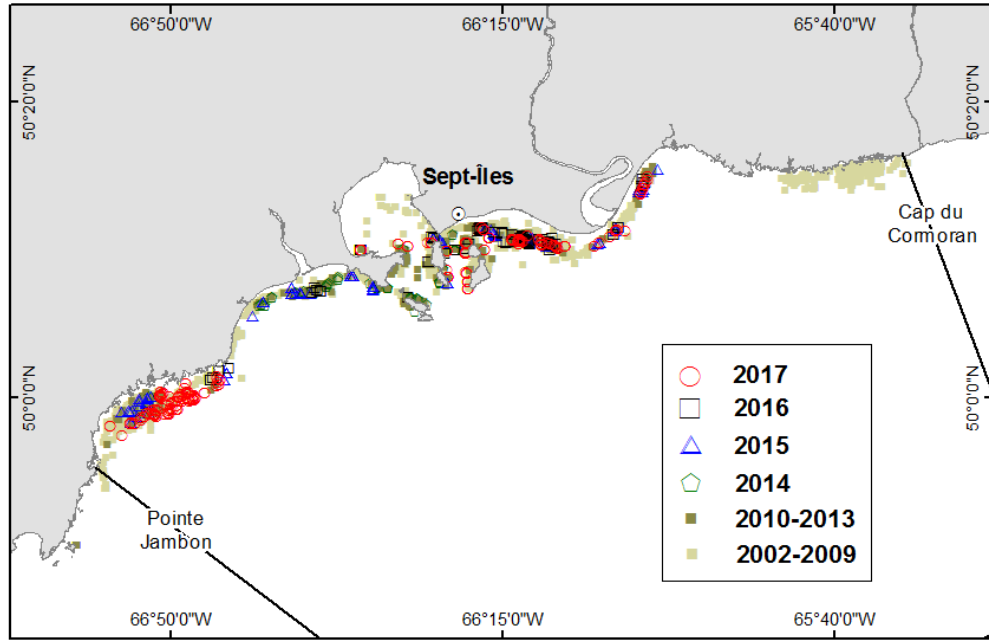 66°50'0"W
66°15'0"W
65°40'0"W
50°20'0"N
50°20'0"N
Sept-Îles
Cap du
Cormoran
50°0'0"N
50°0'0"N
2017
2016
2015
2014
2010-2013
2002-2009
Pointe
Jambon
66°50'0"W
66°15'0"W
65°40'0"W